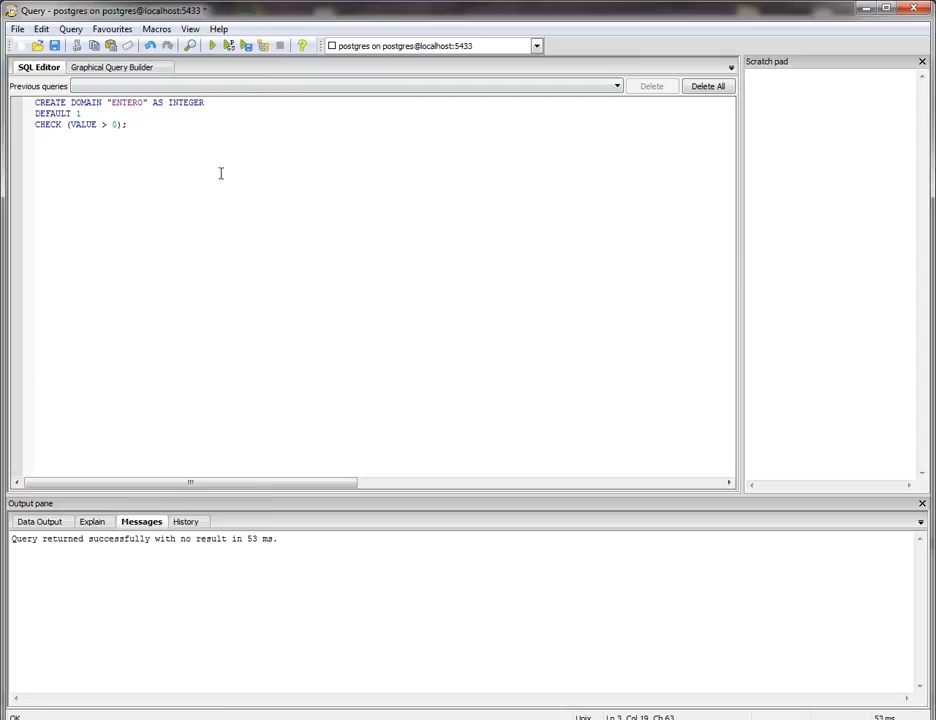 Query - postgres on postgres@localhost:5433 *
File Edit Query Favourites Macros View Help
postgres on postgres@localhost:5433
SQL Editor Graphical Query Builder
Scratch pad
Previous queries Delete Delete All
CREATE DOMAIN "ENTERO" AS INTEGER
DEFAULT 1
CHECK (VALUE > 0);
Output pane
Data Output Explain Messages History
Query returned successfully with no result in 53 ms.
OK Unix Ln 3, Col 19, Ch 63 53 ms